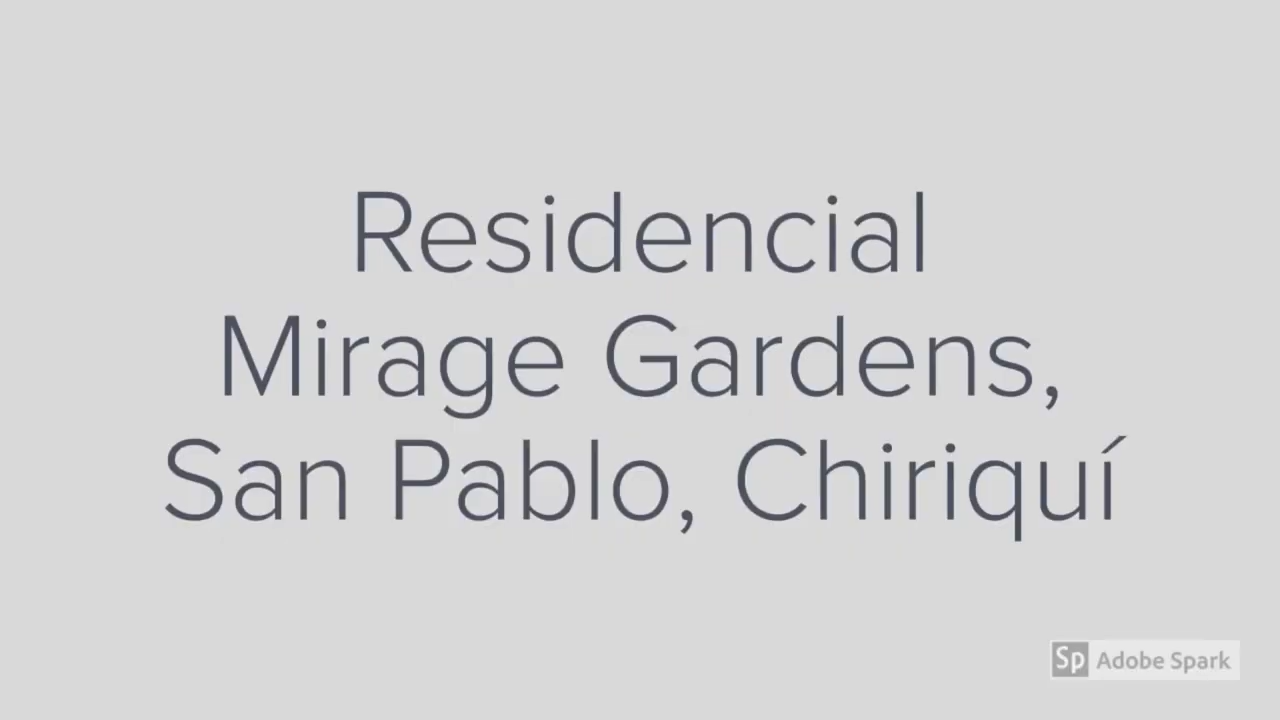 Residencial
Mirage Gardens,
San Pablo, Chiriquí
Sp Adobe Spark